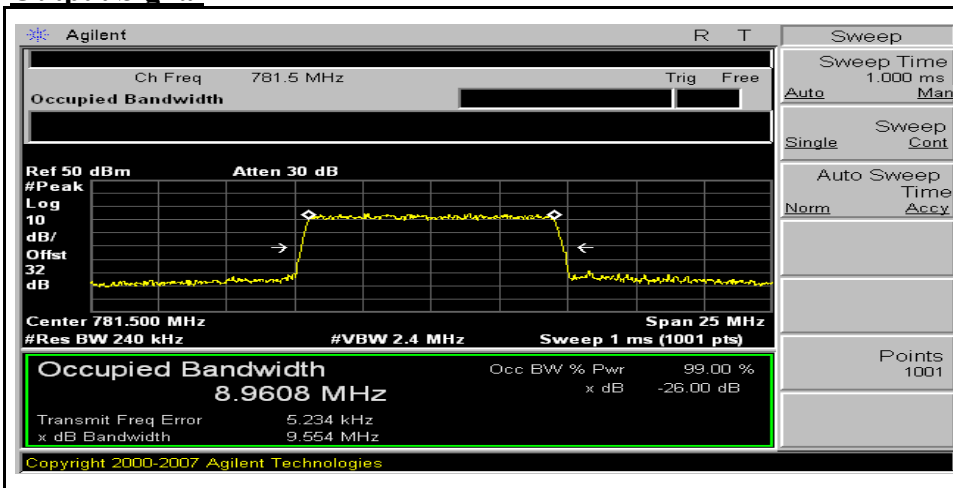 Agilent R T
Ch Freq 781.5 MHz Trig Free
Occupied Bandwidth
Ref 50 dBm Atten 30 dB
#Peak
Log
10
dB/
Offst
32
dB
Center 781.500 MHz Span 25 MHz
#Res BW 240 kHz #VBW 2.4 MHz Sweep 1 ms (1001 pts)
Occupied Bandwidth Occ BW % Pwr 99.00 %
8.9608 MHz x dB -26.00 dB
Transmit Freq Error 5.234 kHz
x dB Bandwidth 9.554 MHz
Copyright 2000-2007 Agilent Technologies
Sweep
Sweep Time
1.000 ms
Auto Man
Sweep
Single Cont
Auto Sweep
Time
Norm Accy
Points
1001